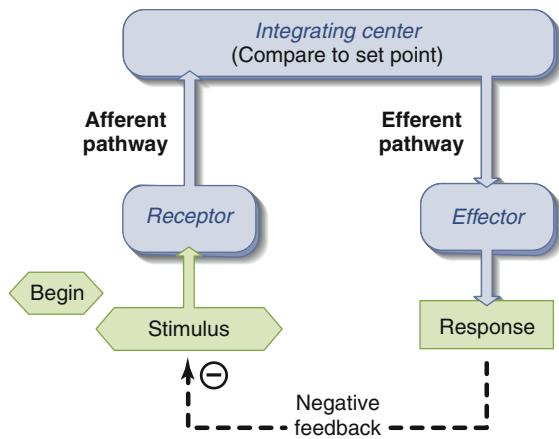 Integrating center
(Compare to set point)
Afferent
pathway
Efferent
pathway
Receptor
Effector
Begin
Stimulus
Response
−
Negative
feedback